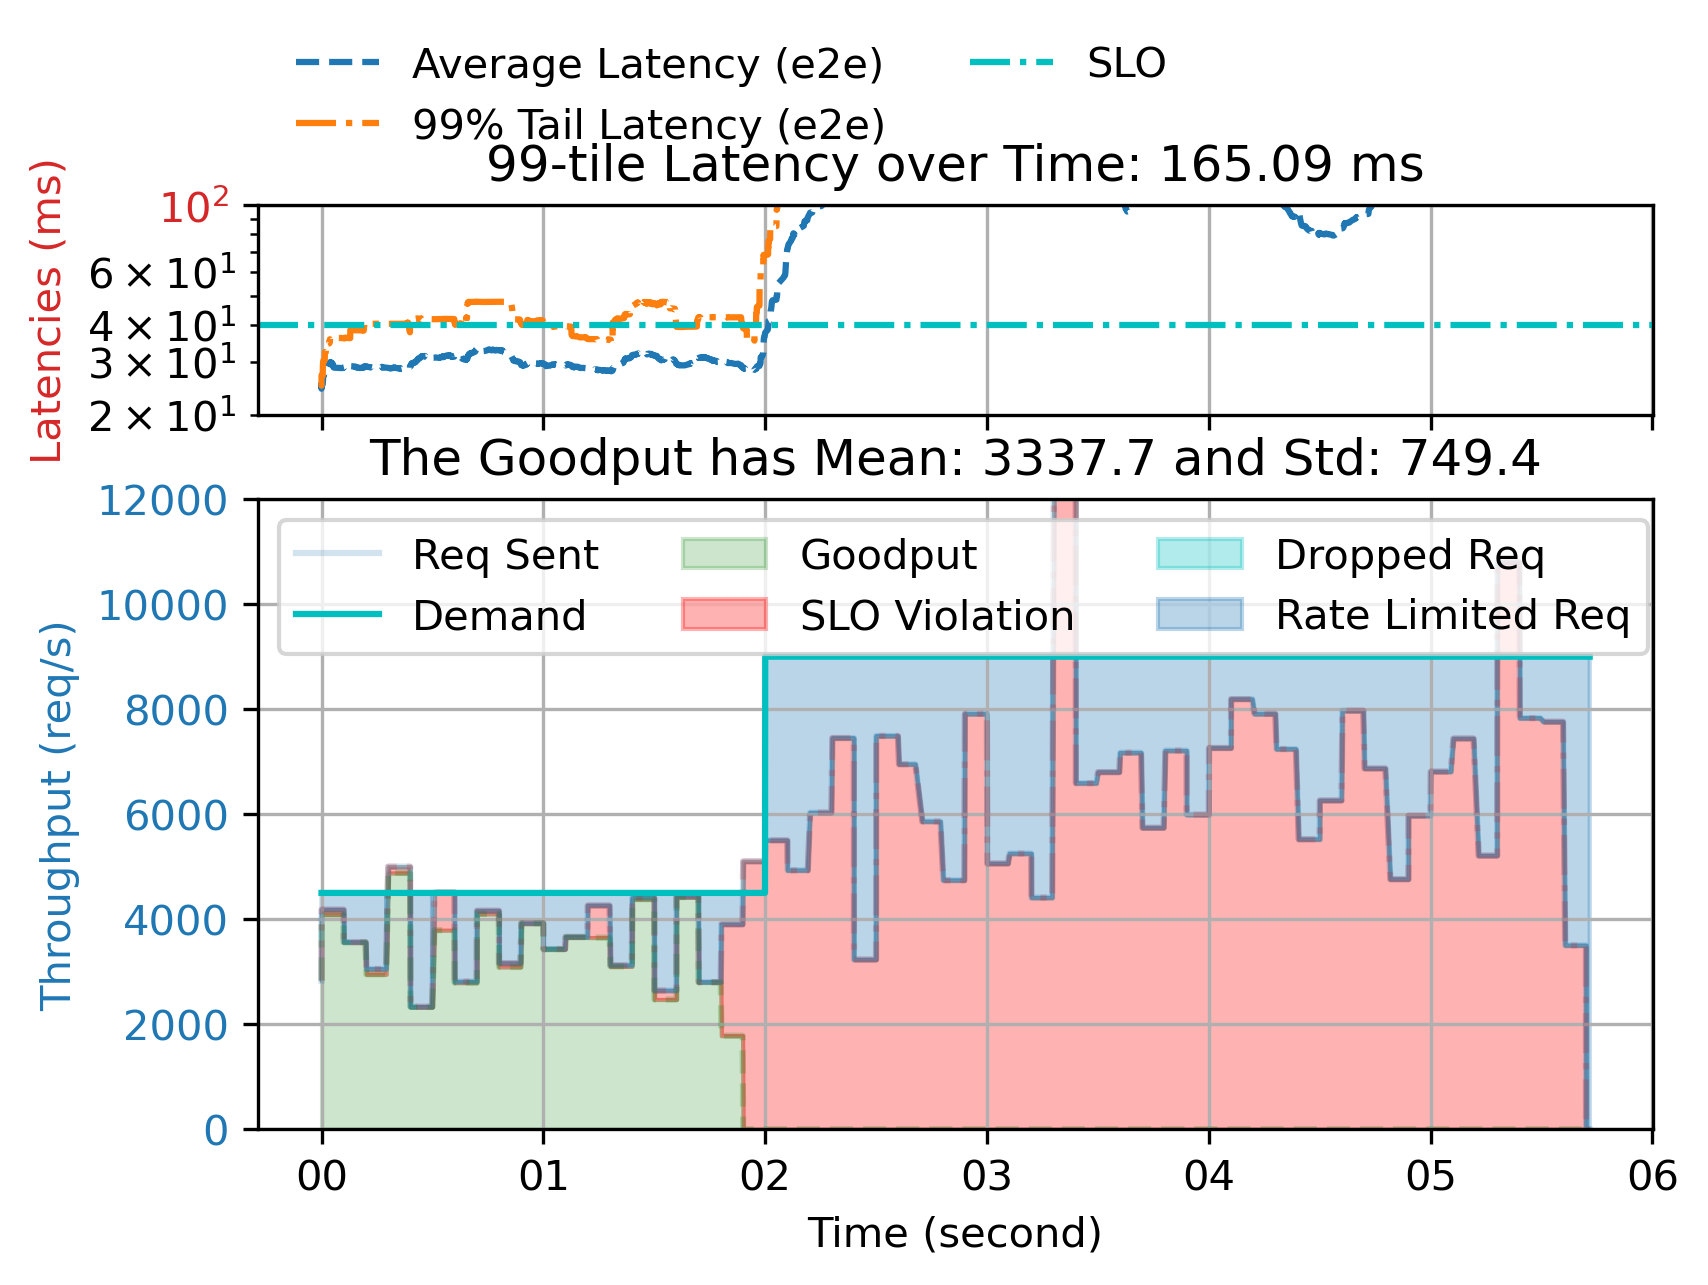 Average Latency (e2e)
SLO
99% Tail Latency (e2e)
99-tile Latency over Time: 165.09 ms
Latencies (ms)
10²
6 × 10¹
4 × 10¹
3 × 10¹
2 × 10¹
The Goodput has Mean: 3337.7 and Std: 749.4
Throughput (req/s)
12000
10000
8000
6000
4000
2000
0
Req Sent
Goodput
Dropped Req
Demand
SLO Violation
Rate Limited Req
00 01 02 03 04 05 06
Time (second)